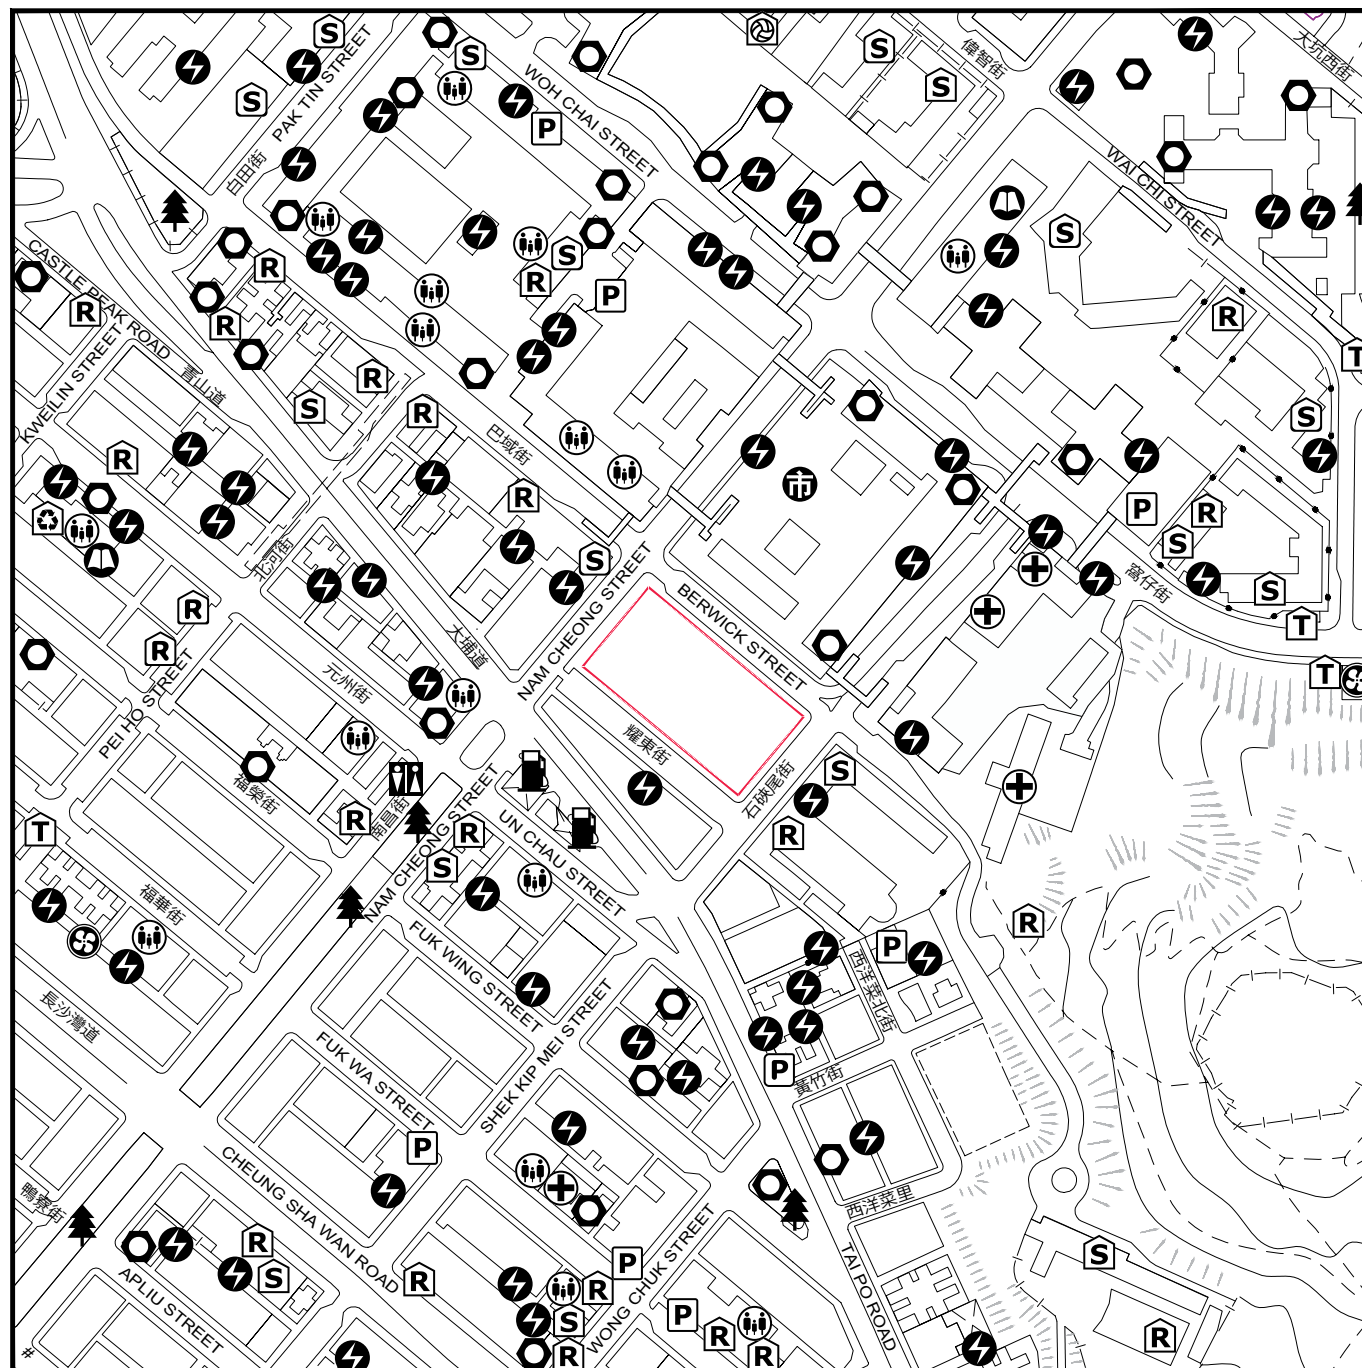 PAK TIN STREET
白田街
WOH CHAI STREET
偉智街
大坑西街
WAI CHI STREET
CASTLE PEAK ROAD
青山道
KWEILIN STREET
巴域街
北河街
NAM CHEONG STREET
BERWICK STREET
窩仔街
大埔道
元州街
PEI HO STREET
福榮街
耀東街
石硤尾街
南昌街
NAM CHEONG STREET
UN CHAU STREET
福華街
FUK WING STREET
西洋菜北街
長沙灣道
FUK WA STREET
SHEK KIP MEI STREET
黃竹街
CHEUNG SHA WAN ROAD
鴨寮街
西洋菜里
WONG CHUK STREET
TAI PO ROAD
APLIU STREET
S
S
S
S
S
P
R
S
R
P
S
R
R
R
T
R
S
R
S
R
R
P
R
S
S
S
T
R
R
T
S
R
R
R
T
S
R
P
P
P
R
S
R
P
R
S
R
P
R
R
S
R